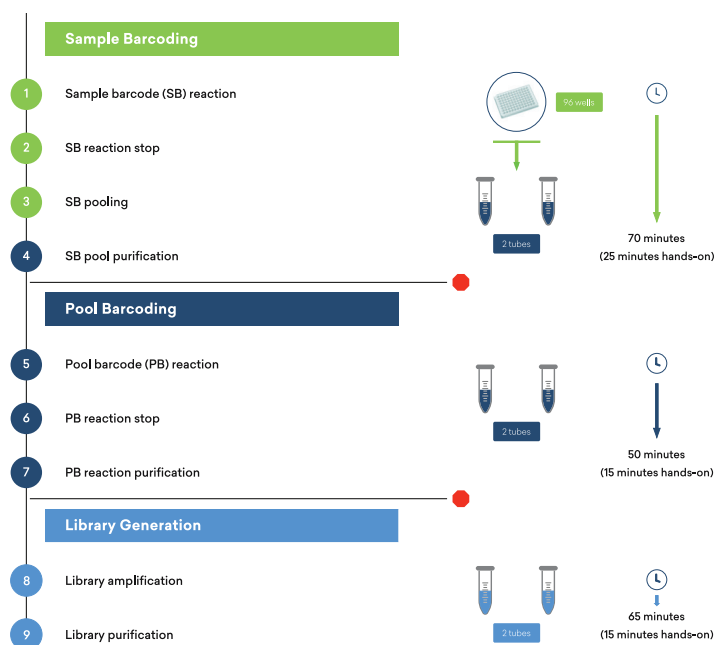 Sample Barcoding
1
Sample barcode (SB) reaction
96 wells
2
SB reaction stop
3
SB pooling
2 tubes
4
SB pool purification
70 minutes
(25 minutes hands-on)
Pool Barcoding
5
Pool barcode (PB) reaction
6
PB reaction stop
2 tubes
7
PB reaction purification
50 minutes
(15 minutes hands-on)
Library Generation
8
Library amplification
9
Library purification
2 tubes
65 minutes
(15 minutes hands-on)